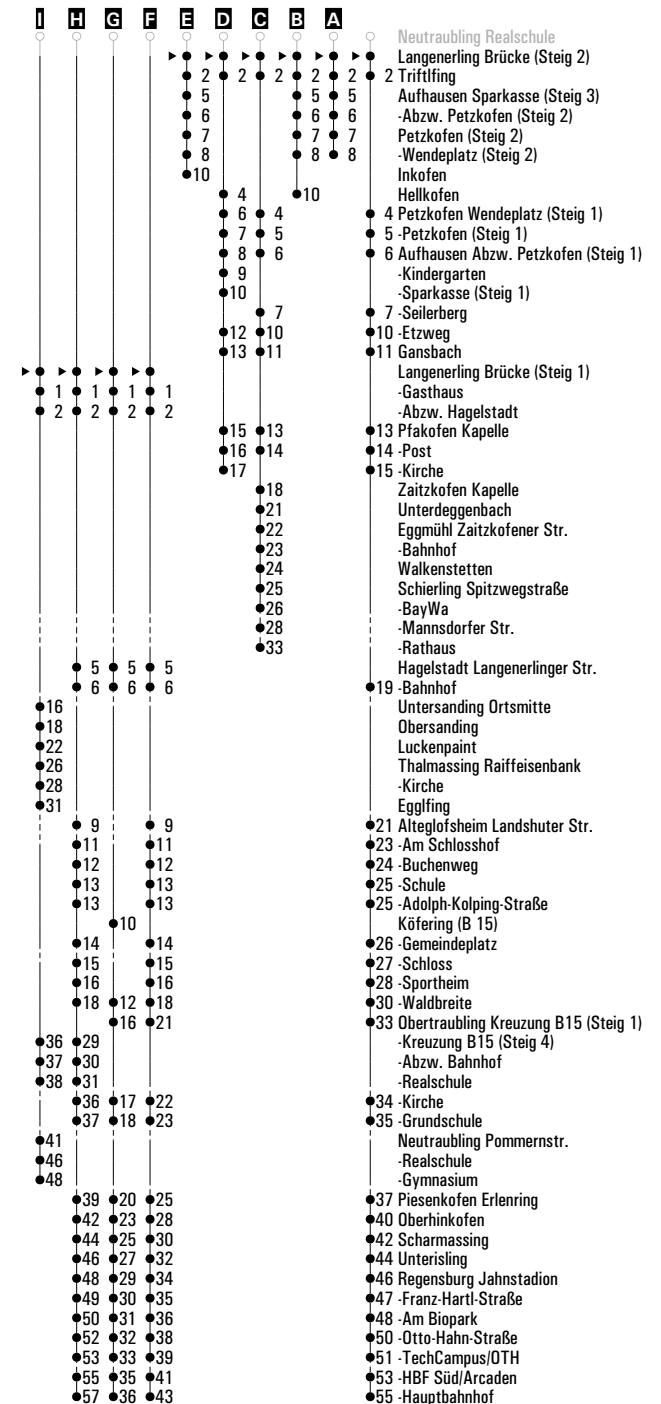 I H G F E D C B A
Neutraubling Realschule
Langenerling Brücke (Steig 2)
2 2 2 2 2 2 Triftlfing
5 5 5 Aufhausen Sparkasse (Steig 3)
6 6 6 -Abzw. Petzkofen (Steig 2)
7 7 7 Petzkofen (Steig 2)
8 8 8 -Wendeplatz (Steig 2)
10 Inkofen
4 10 Hellkofen
6 4 4 Petzkofen Wendeplatz (Steig 1)
7 5 5 -Petzkofen (Steig 1)
8 6 6 Aufhausen Abzw. Petzkofen (Steig 1)
9 -Kindergarten
10 -Sparkasse (Steig 1)
7 7 -Seilerberg
12 10 10 -Etzweg
13 11 11 Gansbach
Langenerling Brücke (Steig 1)
1 1 1 1 -Gasthaus
2 2 2 2 -Abzw. Hagelstadt
15 13 13 Pfakofen Kapelle
16 14 14 -Post
17 15 -Kirche
18 Zaitzkofen Kapelle
21 Unterdeggenbach
22 Eggmühl Zaitzkofener Str.
23 -Bahnhof
24 Walkenstetten
25 Schierling Spitzwegstraße
26 -BayWa
28 -Mannsdorfer Str.
33 -Rathaus
5 5 5 Hagelstadt Langenerlinger Str.
6 6 6 19 -Bahnhof
16 Untersanding Ortsmitte
18 Obersanding
22 Luckenpaint
26 Thalmassing Raiffeisenbank
28 -Kirche
31 Egglfing
9 9 21 Alteglofsheim Landshuter Str.
11 11 23 -Am Schlosshof
12 12 24 -Buchenweg
13 13 25 -Schule
13 13 25 -Adolph-Kolping-Straße
10 Köfering (B 15)
14 14 26 -Gemeindeplatz
15 15 27 -Schloss
16 16 28 -Sportheim
18 12 18 30 -Waldbreite
16 21 33 Obertraubling Kreuzung B15 (Steig 1)
36 29 -Kreuzung B15 (Steig 4)
37 30 -Abzw. Bahnhof
38 31 -Realschule
36 17 22 34 -Kirche
37 18 23 35 -Grundschule
41 Neutraubling Pommernstr.
46 -Realschule
48 -Gymnasium
39 20 25 37 Piesenkofen Erlenring
42 23 28 40 Oberhinkofen
44 25 30 42 Scharmassing
46 27 32 44 Unterisling
48 29 34 46 Regensburg Jahnstadion
49 30 35 47 -Franz-Hartl-Straße
50 31 36 48 -Am Biopark
52 32 38 50 -Otto-Hahn-Straße
53 33 39 51 -TechCampus/OTH
55 35 41 53 -HBF Süd/Arcaden
57 36 43 55 -Hauptbahnhof